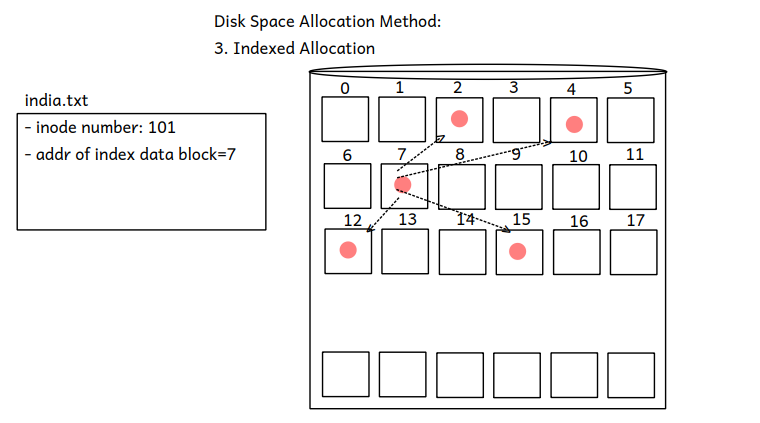 Disk Space Allocation Method:
3. Indexed Allocation
india.txt
- inode number: 101
- addr of index data block=7
0 1 2 3 4 5
6 7 8 9 10 11
12 13 14 15 16 17